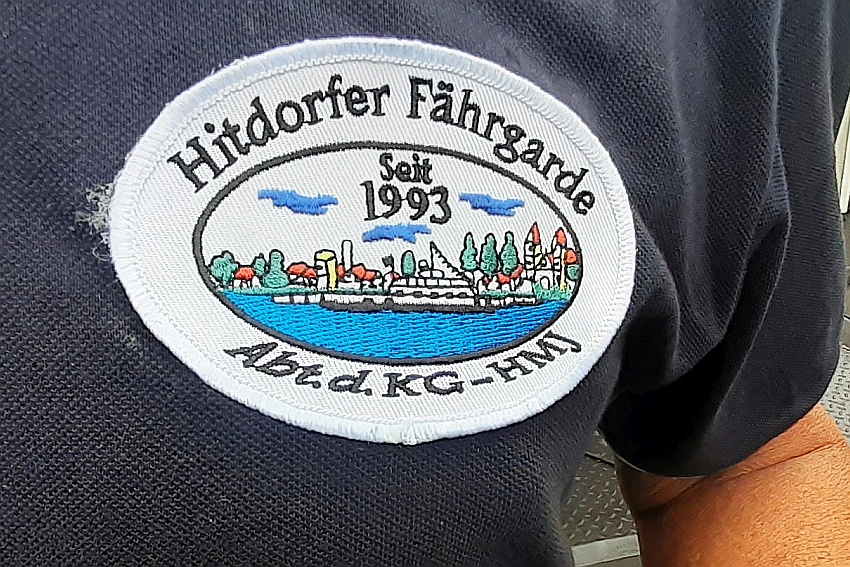 Hitdorfer Fährgarde
Seit
1993
Abt. d. KG-HMJ